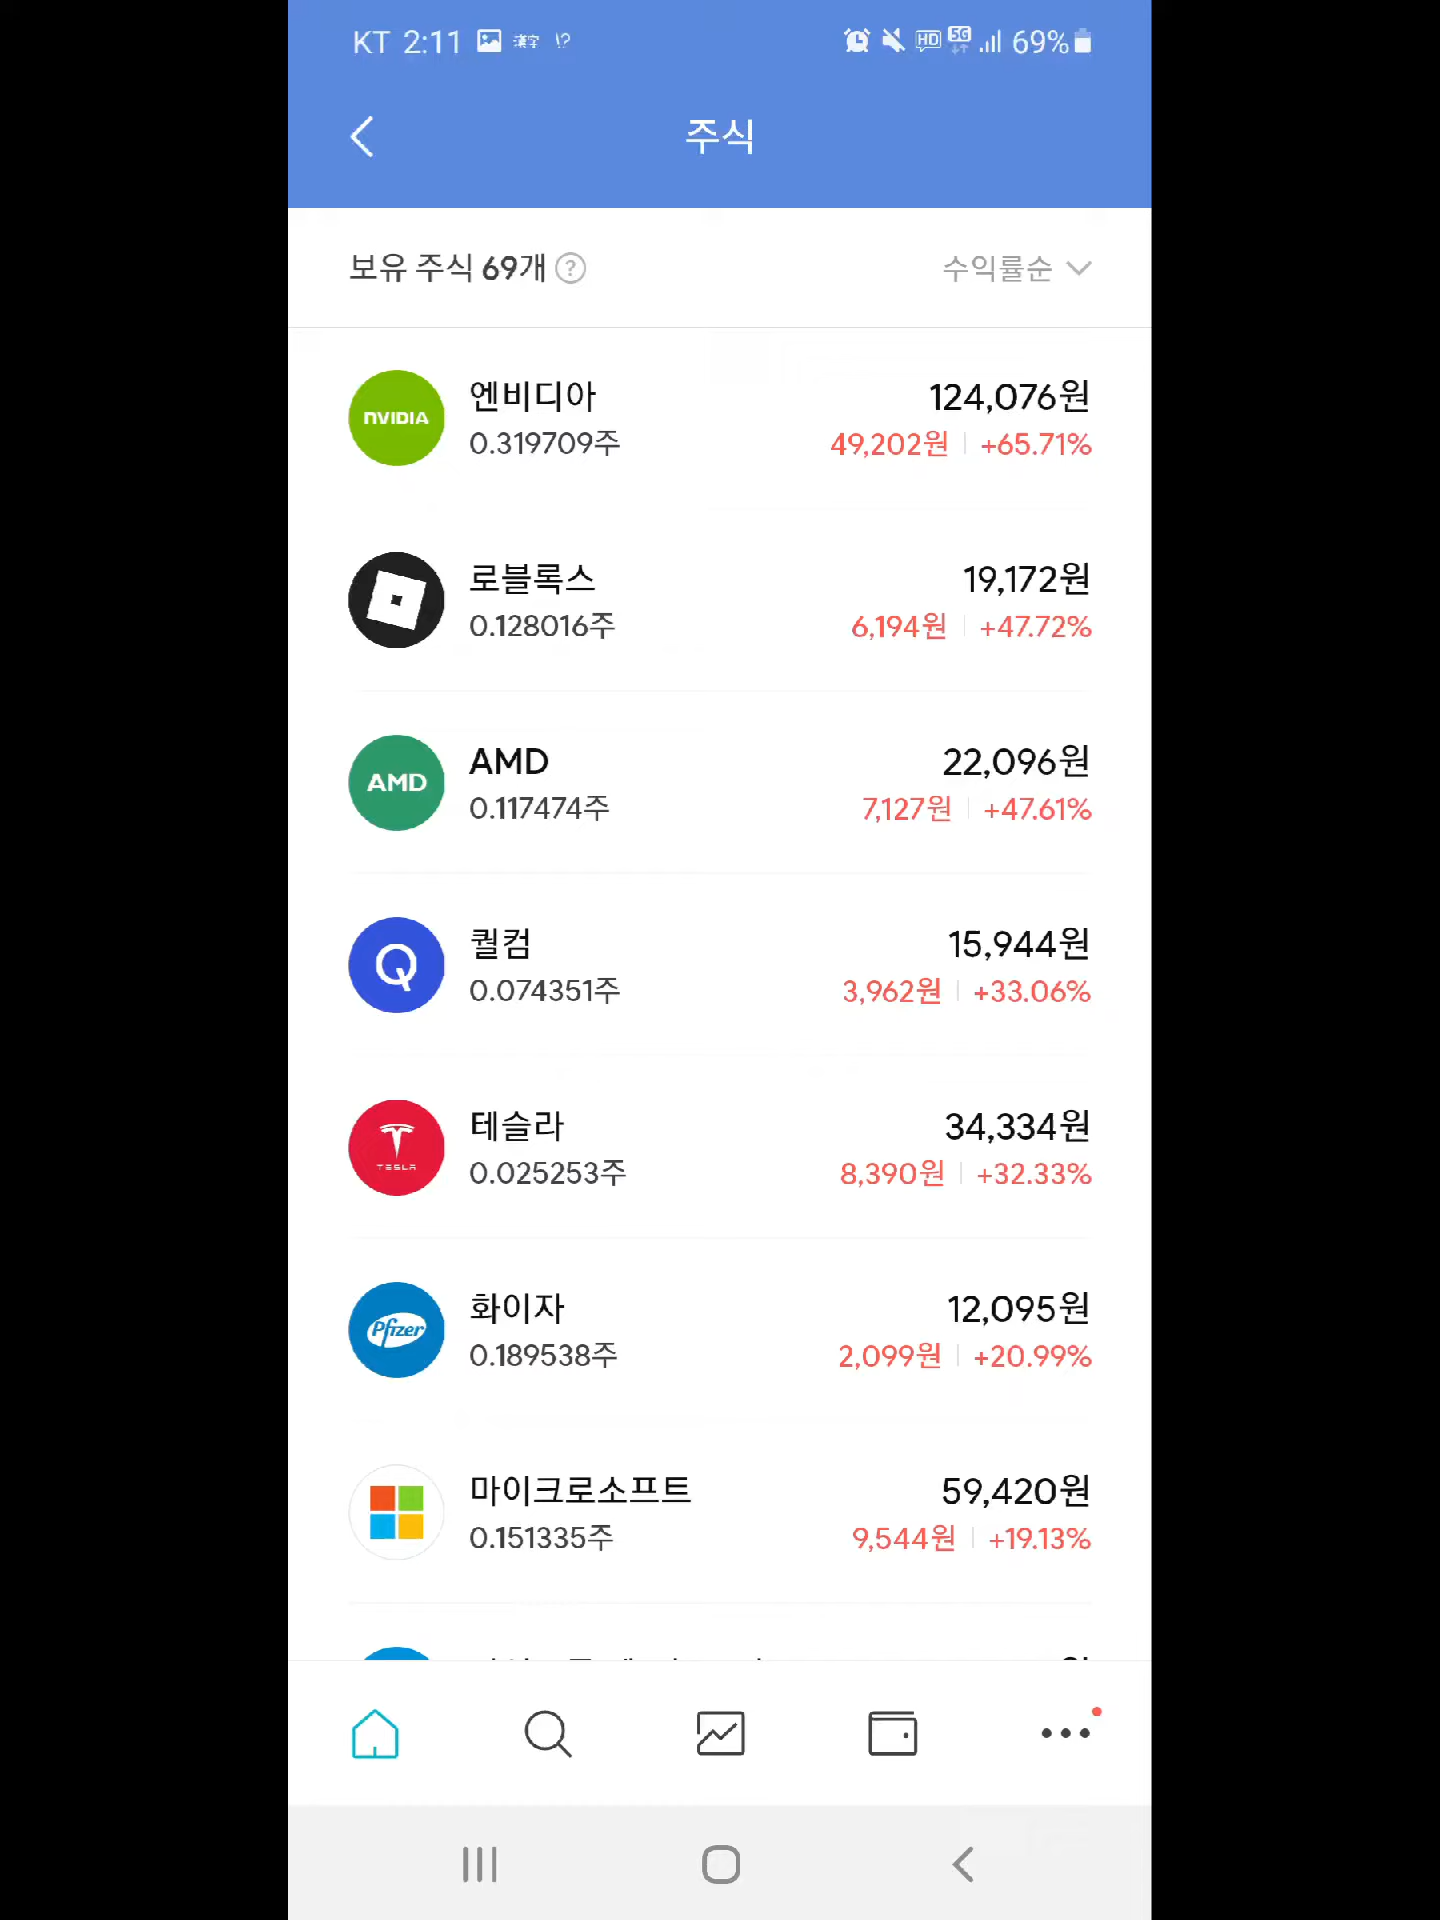 KT 2:11 漢字 !?
HD 5G 69%
주식
보유 주식 69개 ?
수익률순
NVIDIA
엔비디아
124,076원
0.319709주
49,202원 | +65.71%
로블록스
19,172원
0.128016주
6,194원 | +47.72%
AMD
AMD
22,096원
0.117474주
7,127원 | +47.61%
Q
퀄컴
15,944원
0.074351주
3,962원 | +33.06%
TESLA
테슬라
34,334원
0.025253주
8,390원 | +32.33%
Pfizer
화이자
12,095원
0.189538주
2,099원 | +20.99%
마이크로소프트
59,420원
0.151335주
9,544원 | +19.13%